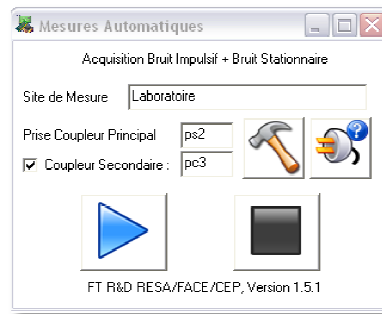 Mesures Automatiques
Acquisition Bruit Impulsif + Bruit Stationnaire
Site de Mesure Laboratoire
Prise Coupleur Principal ps2
Coupleur Secondaire : pc3
?
FT R&D RESA/FACE/CEP, Version 1.5.1